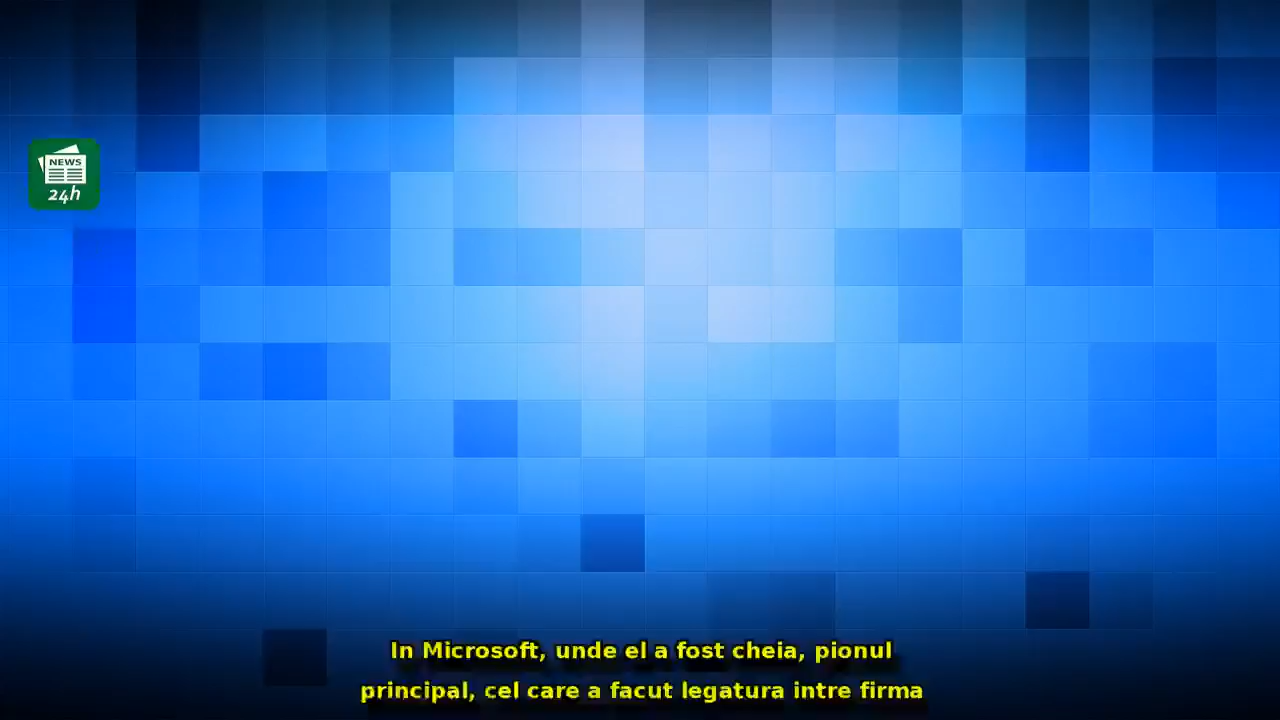 NEWS
24h
In Microsoft, unde el a fost cheia, pionul
principal, cel care a facut legatura intre firma